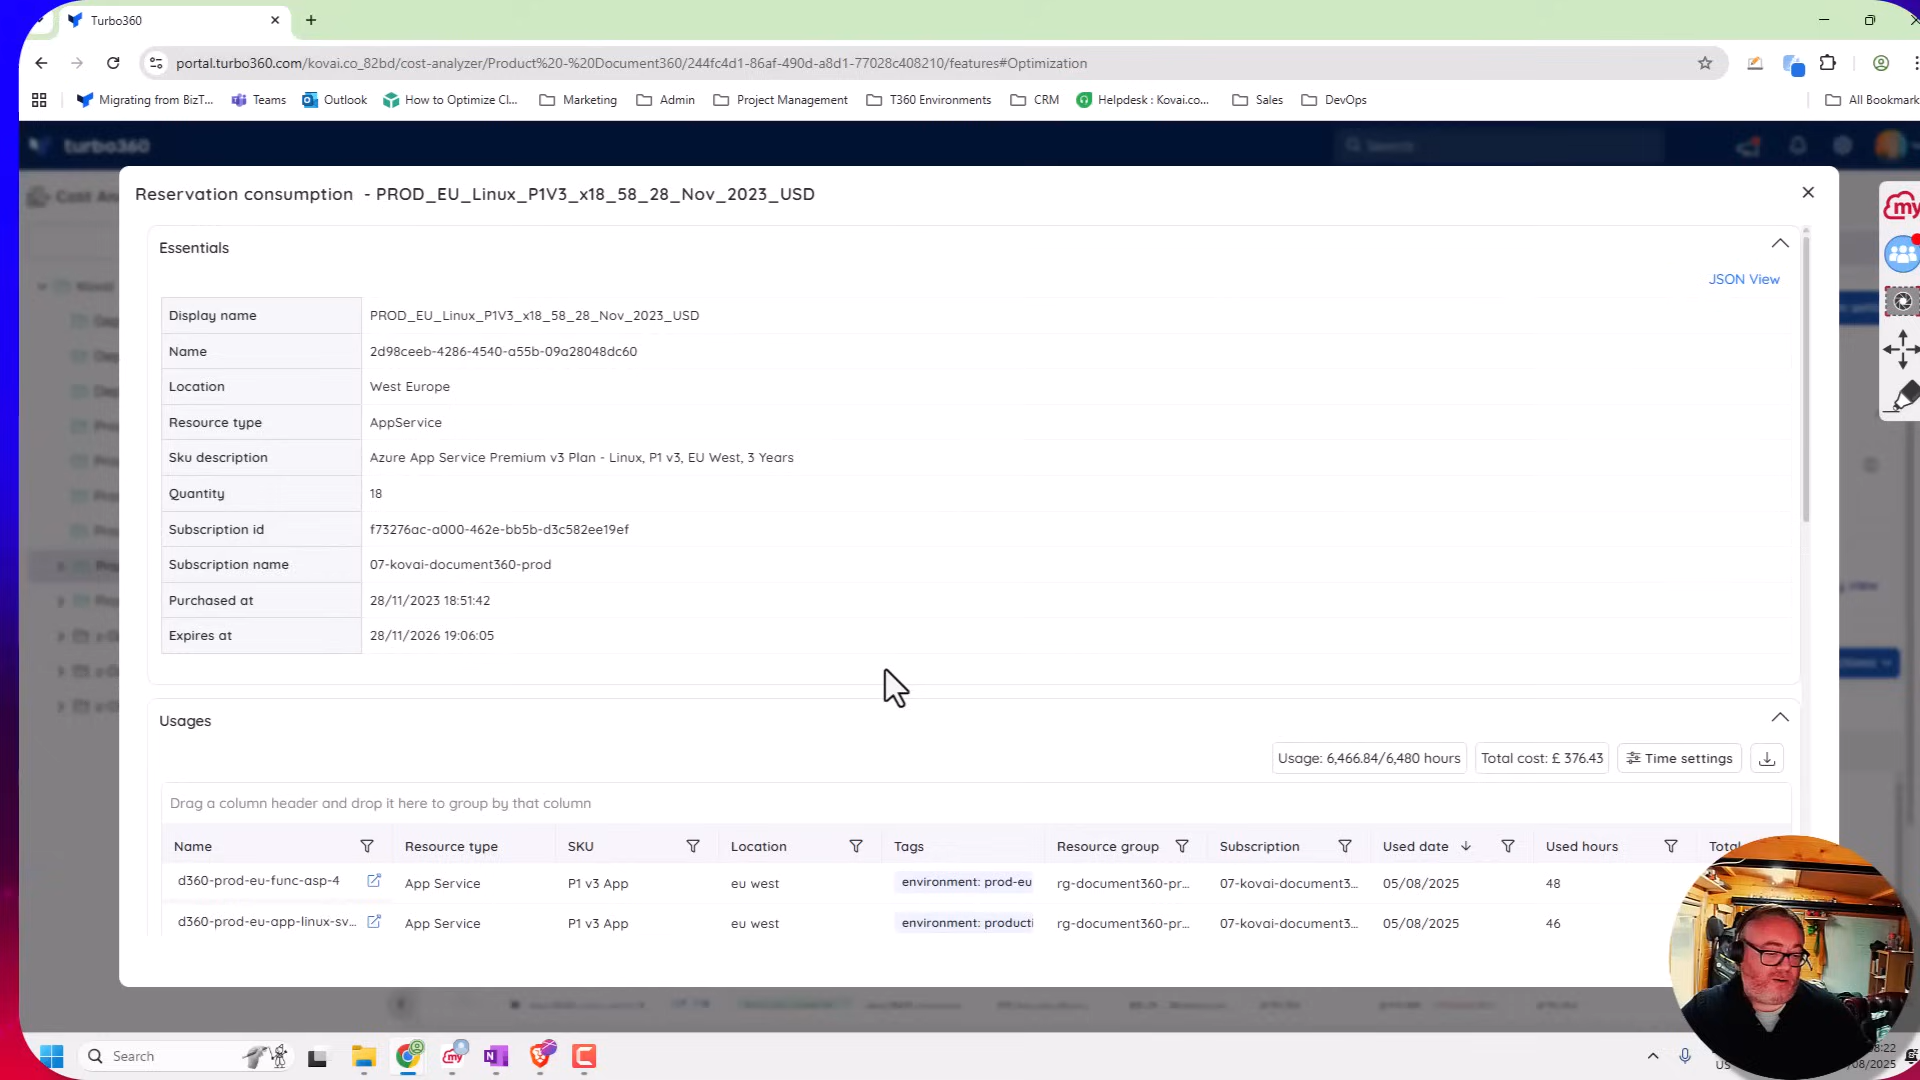 Turbo360
portal.turbo360.com/kovai.co_82bd/cost-analyzer/Product%20-%20Document360/244fc4d1-86af-490d-a8d1-77028c408210/features#Optimization
Migrating from BizT... Teams Outlook How to Optimize Cl... Marketing Admin Project Management T360 Environments CRM Helpdesk : Kovai.co... Sales DevOps All Bookmark
turbo360 Search
Reservation consumption - PROD_EU_Linux_P1V3_x18_58_28_Nov_2023_USD
Essentials
JSON View
Display name PROD_EU_Linux_P1V3_x18_58_28_Nov_2023_USD
Name 2d98ceeb-4286-4540-a55b-09a28048dc60
Location West Europe
Resource type AppService
Sku description Azure App Service Premium v3 Plan - Linux, P1 v3, EU West, 3 Years
Quantity 18
Subscription id f73276ac-a000-462e-bb5b-d3c582ee19ef
Subscription name 07-kovai-document360-prod
Purchased at 28/11/2023 18:51:42
Expires at 28/11/2026 19:06:05
Usages
Usage: 6,466.84/6,480 hours Total cost: £ 376.43 Time settings
Drag a column header and drop it here to group by that column
Name Resource type SKU Location Tags Resource group Subscription Used date Used hours Total
d360-prod-eu-func-asp-4 App Service P1 v3 App eu west environment: prod-eu rg-document360-pr... 07-kovai-document3... 05/08/2025 48
d360-prod-eu-app-linux-sv... App Service P1 v3 App eu west environment: producti rg-document360-pr... 07-kovai-document3... 05/08/2025 46
my
Search